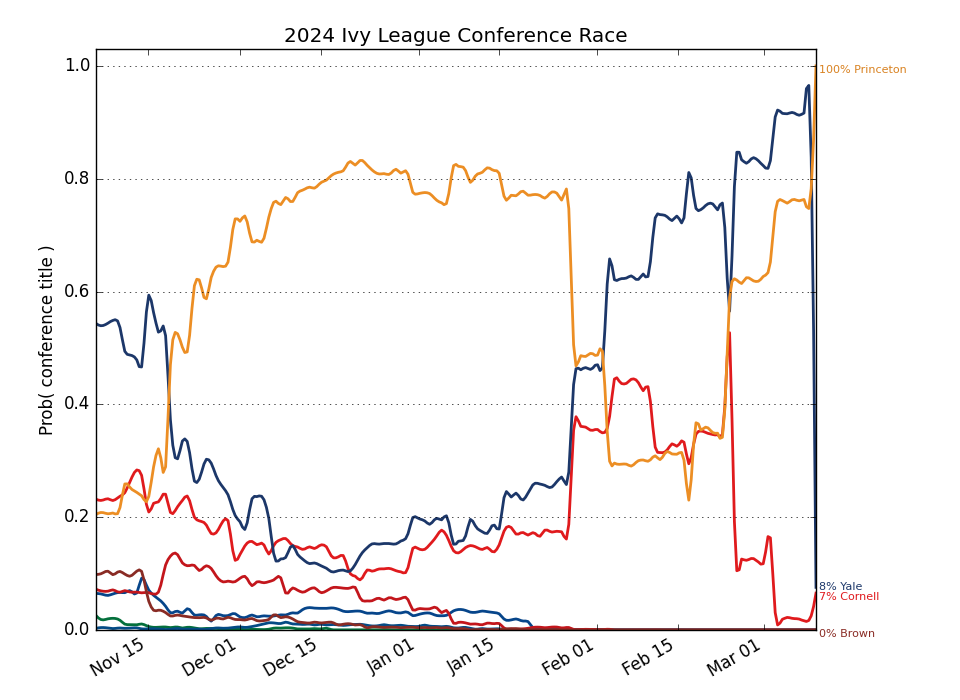 2024 Ivy League Conference Race
Prob( conference title )
1.0
0.8
0.6
0.4
0.2
0.0
Nov 15
Dec 01
Dec 15
Jan 01
Jan 15
Feb 01
Feb 15
Mar 01
100% Princeton
8% Yale
7% Cornell
0% Brown